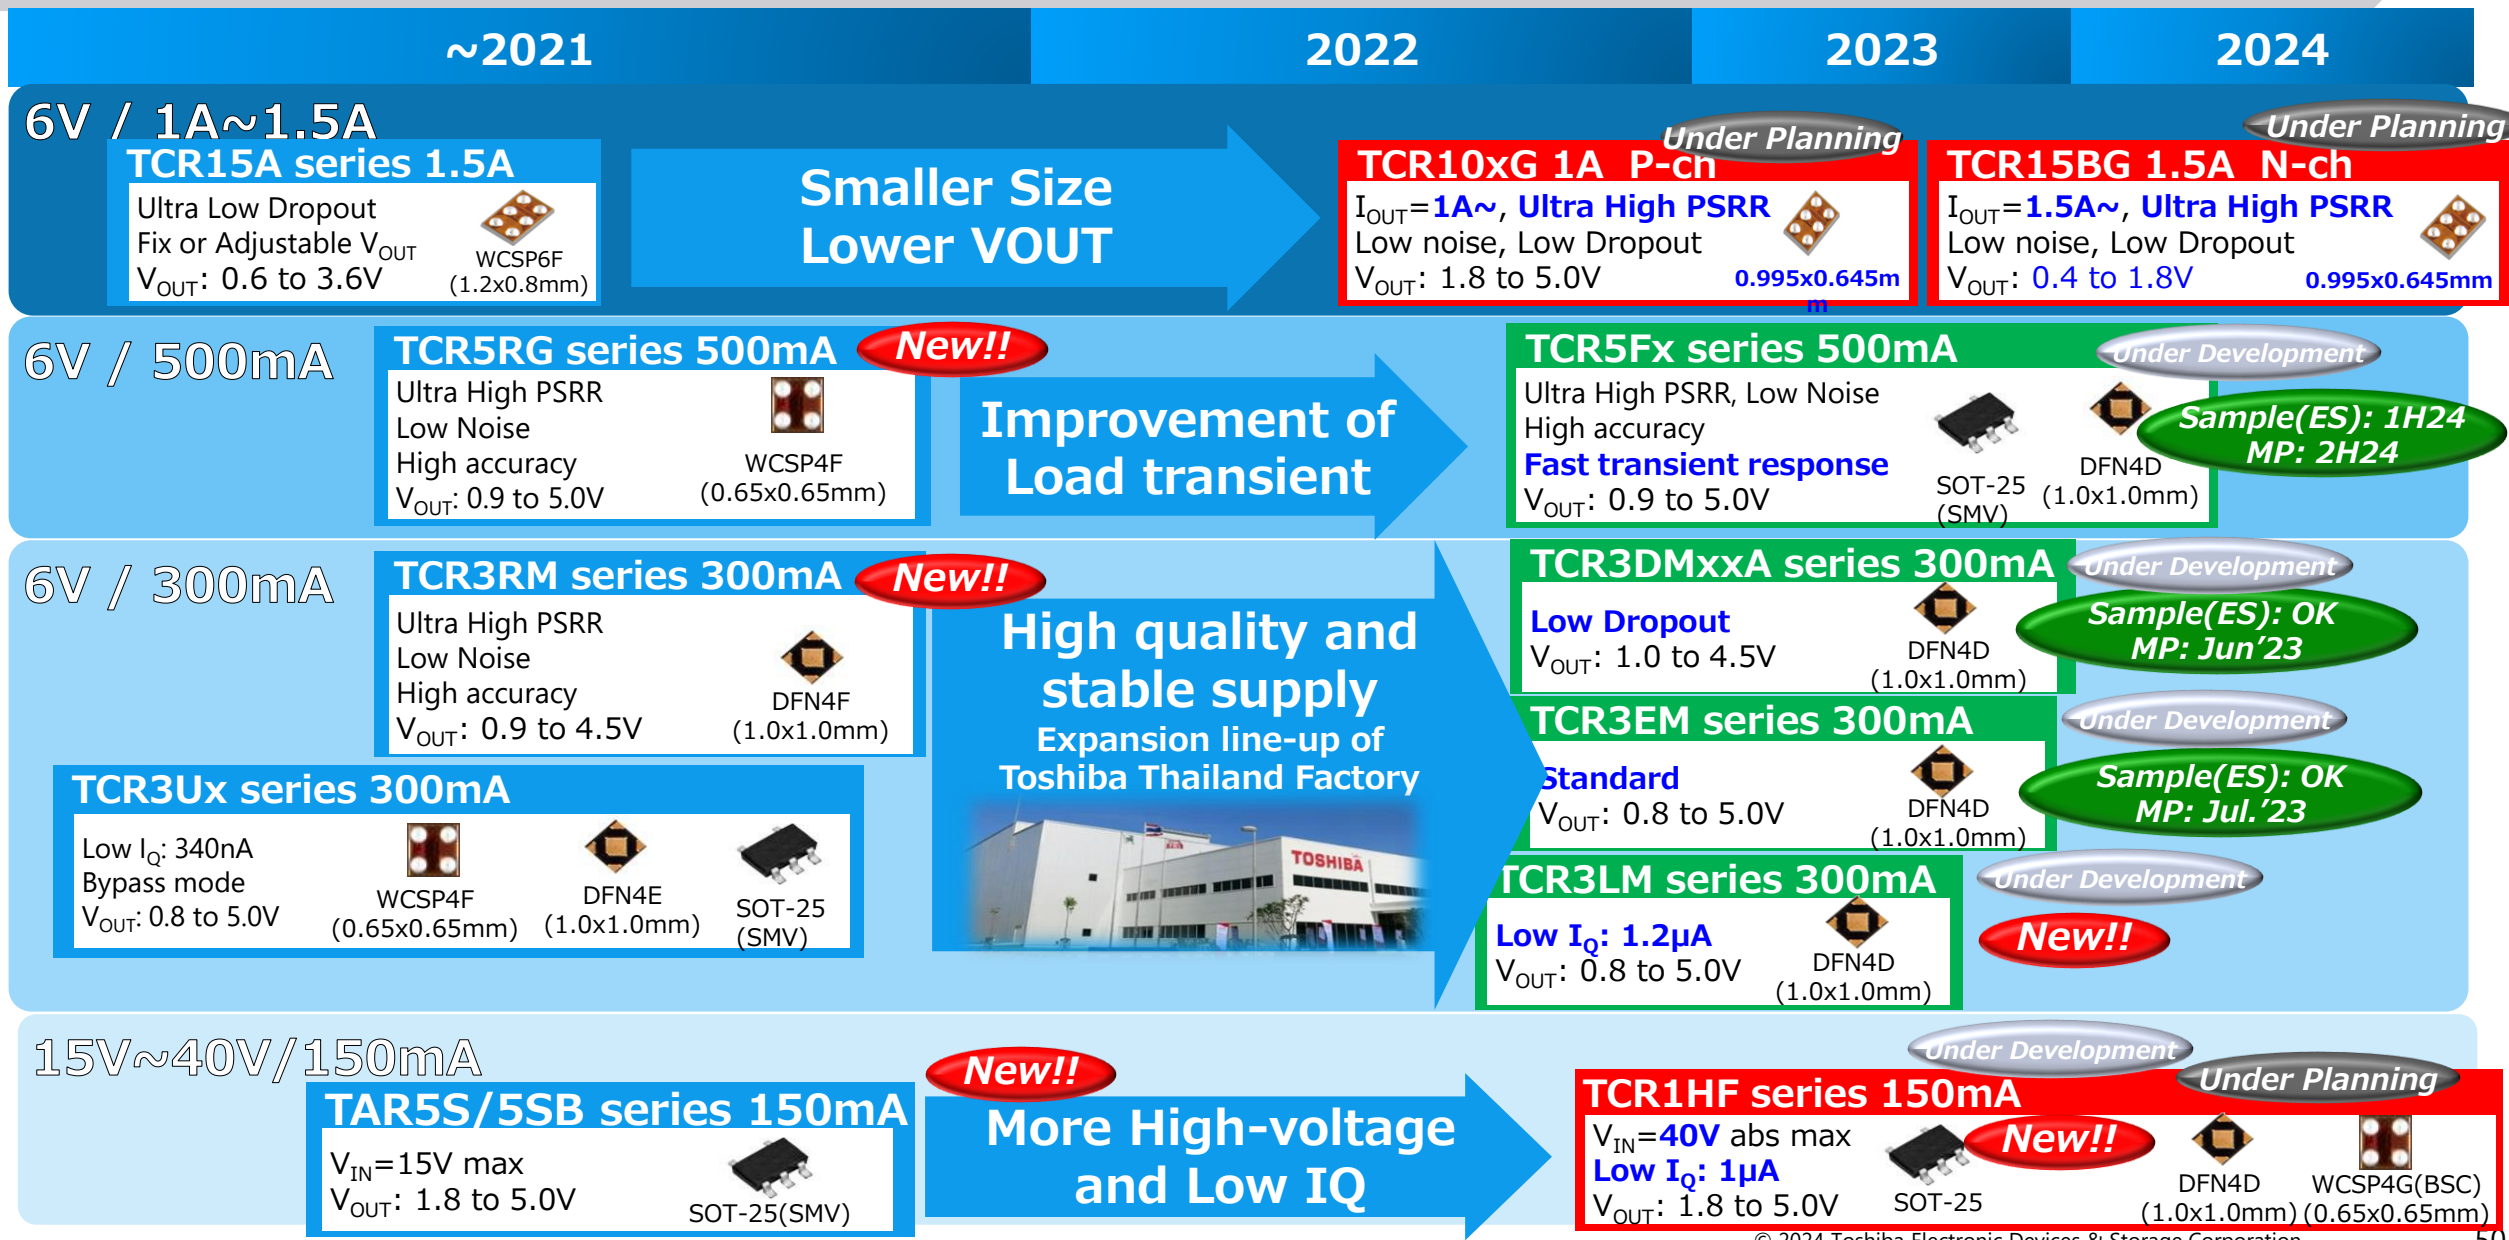 ~2021
2022
2023
2024
6V / 1A~1.5A
TCR15A series 1.5A
Ultra Low Dropout
Fix or Adjustable VOUT
VOUT: 0.6 to 3.6V
WCSP6F
(1.2x0.8mm)
Smaller Size
Lower VOUT
Under Planning
TCR10xG 1A P-ch
IOUT=1A~, Ultra High PSRR
Low noise, Low Dropout
VOUT: 1.8 to 5.0V
0.995x0.645m
m
Under Planning
TCR15BG 1.5A N-ch
IOUT=1.5A~, Ultra High PSRR
Low noise, Low Dropout
VOUT: 0.4 to 1.8V
0.995x0.645mm
6V / 500mA
TCR5RG series 500mA
New!!
Ultra High PSRR
Low Noise
High accuracy
VOUT: 0.9 to 5.0V
WCSP4F
(0.65x0.65mm)
Improvement of
Load transient
TCR5Fx series 500mA
Under Development
Ultra High PSRR, Low Noise
High accuracy
Fast transient response
VOUT: 0.9 to 5.0V
SOT-25
(SMV)
DFN4D
(1.0x1.0mm)
Sample(ES): 1H24
MP: 2H24
6V / 300mA
TCR3RM series 300mA
New!!
Ultra High PSRR
Low Noise
High accuracy
VOUT: 0.9 to 4.5V
DFN4F
(1.0x1.0mm)
TCR3Ux series 300mA
Low IQ: 340nA
Bypass mode
VOUT: 0.8 to 5.0V
WCSP4F
(0.65x0.65mm)
DFN4E
(1.0x1.0mm)
SOT-25
(SMV)
High quality and
stable supply
Expansion line-up of
Toshiba Thailand Factory
TOSHIBA
TCR3DMxxA series 300mA
Under Development
Low Dropout
VOUT: 1.0 to 4.5V
DFN4D
(1.0x1.0mm)
Sample(ES): OK
MP: Jun’23
TCR3EM series 300mA
Under Development
Standard
VOUT: 0.8 to 5.0V
DFN4D
(1.0x1.0mm)
Sample(ES): OK
MP: Jul.’23
TCR3LM series 300mA
Under Development
Low IQ: 1.2μA
VOUT: 0.8 to 5.0V
DFN4D
(1.0x1.0mm)
New!!
15V~40V/150mA
TAR5S/5SB series 150mA
VIN=15V max
VOUT: 1.8 to 5.0V
SOT-25(SMV)
New!!
More High-voltage
and Low IQ
Under Development
Under Planning
TCR1HF series 150mA
VIN=40V abs max
Low IQ: 1μA
VOUT: 1.8 to 5.0V
SOT-25
New!!
DFN4D
(1.0x1.0mm)
WCSP4G(BSC)
(0.65x0.65mm)
© 2024 Toshiba Electronic Devices & Storage Corporation
50